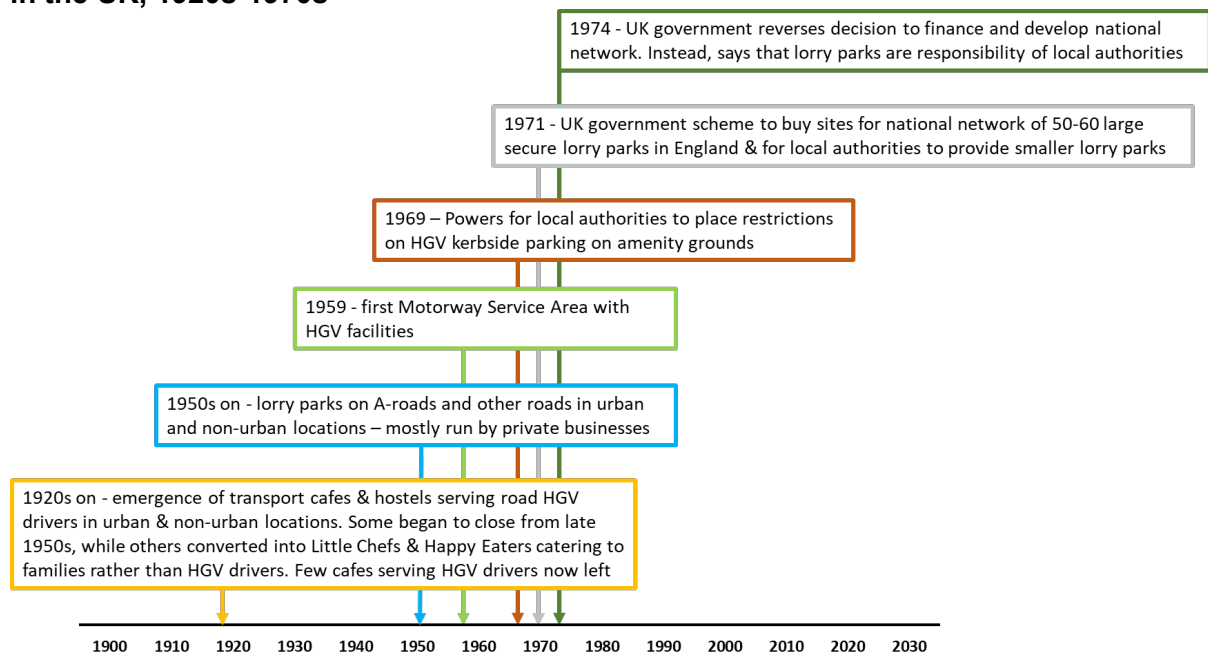 in the UK, 1920s-1970s
1974 - UK government reverses decision to finance and develop national
network. Instead, says that lorry parks are responsibility of local authorities
1971 - UK government scheme to buy sites for national network of 50-60 large
secure lorry parks in England & for local authorities to provide smaller lorry parks
1969 – Powers for local authorities to place restrictions
on HGV kerbside parking on amenity grounds
1959 - first Motorway Service Area with
HGV facilities
1950s on - lorry parks on A-roads and other roads in urban
and non-urban locations – mostly run by private businesses
1920s on - emergence of transport cafes & hostels serving road HGV
drivers in urban & non-urban locations. Some began to close from late
1950s, while others converted into Little Chefs & Happy Eaters catering to
families rather than HGV drivers. Few cafes serving HGV drivers now left
1900 1910 1920 1930 1940 1950 1960 1970 1980 1990 2000 2010 2020 2030